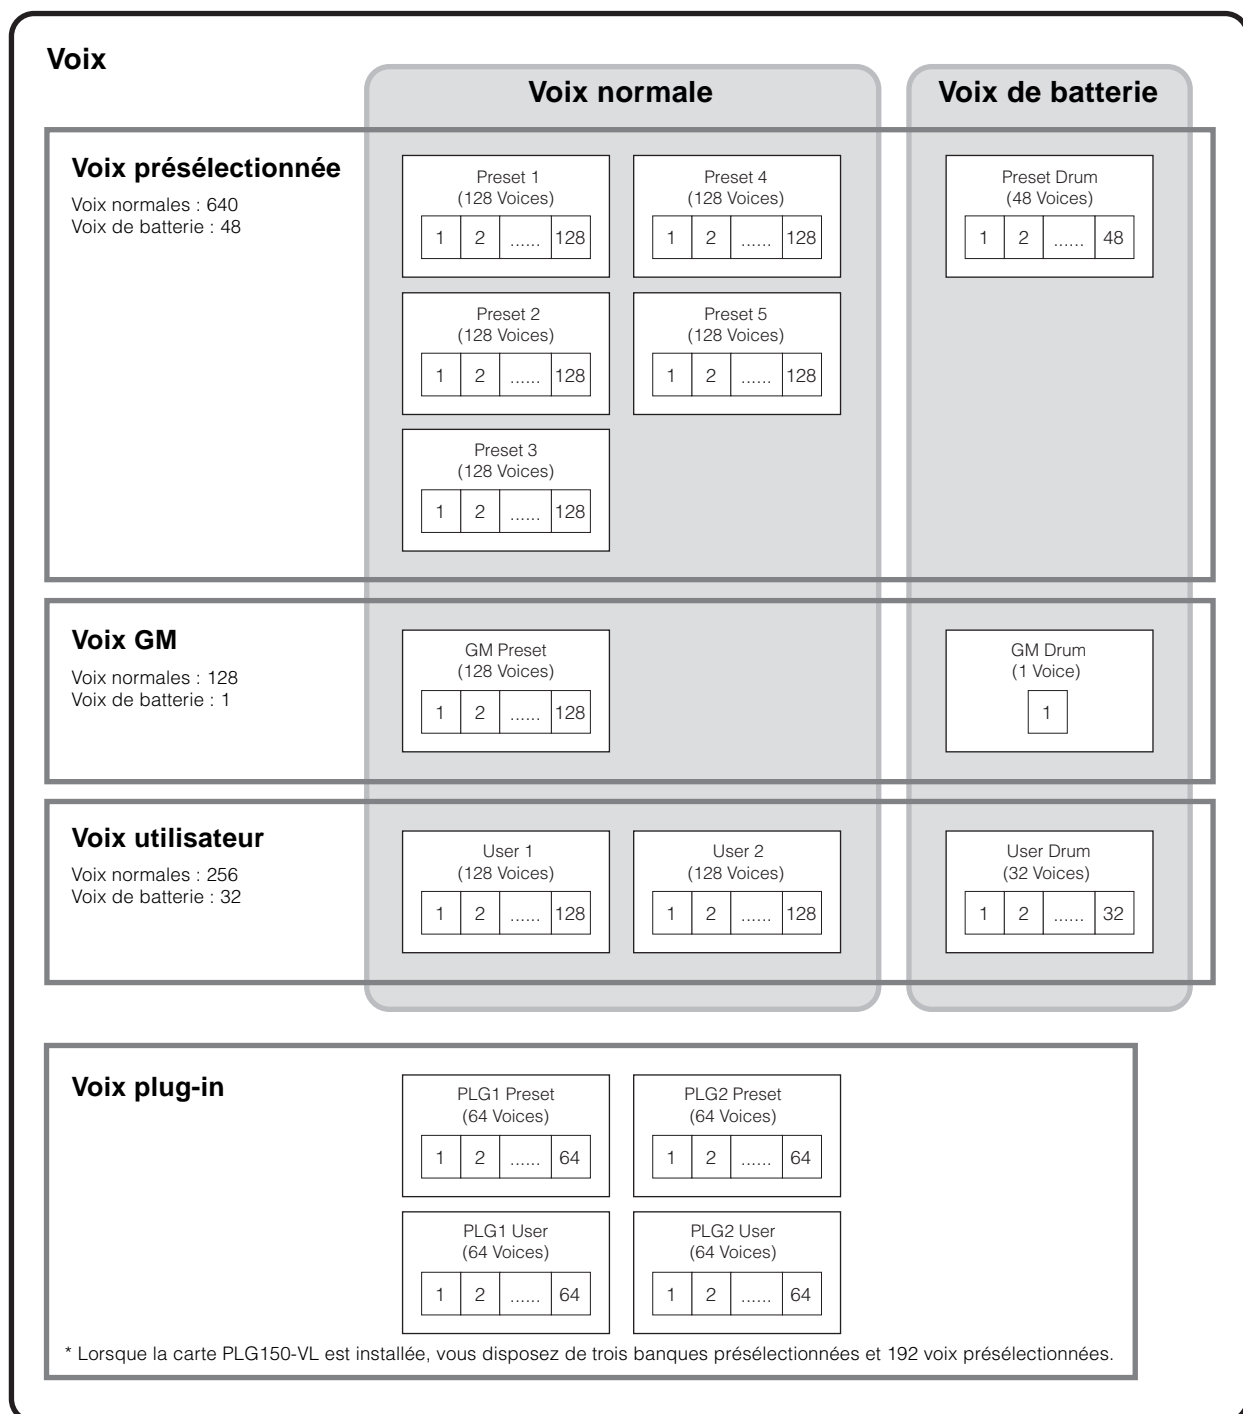 Voix
Voix normale
Voix de batterie
Voix présélectionnée
Voix normales : 640
Voix de batterie : 48
Preset 1
(128 Voices)
1 2 ...... 128
Preset 4
(128 Voices)
1 2 ...... 128
Preset Drum
(48 Voices)
1 2 ...... 48
Preset 2
(128 Voices)
1 2 ...... 128
Preset 5
(128 Voices)
1 2 ...... 128
Preset 3
(128 Voices)
1 2 ...... 128
Voix GM
Voix normales : 128
Voix de batterie : 1
GM Preset
(128 Voices)
1 2 ...... 128
GM Drum
(1 Voice)
1
Voix utilisateur
Voix normales : 256
Voix de batterie : 32
User 1
(128 Voices)
1 2 ...... 128
User 2
(128 Voices)
1 2 ...... 128
User Drum
(32 Voices)
1 2 ...... 32
Voix plug-in
PLG1 Preset
(64 Voices)
1 2 ...... 64
PLG2 Preset
(64 Voices)
1 2 ...... 64
PLG1 User
(64 Voices)
1 2 ...... 64
PLG2 User
(64 Voices)
1 2 ...... 64
* Lorsque la carte PLG150-VL est installée, vous disposez de trois banques présélectionnées et 192 voix présélectionnées.